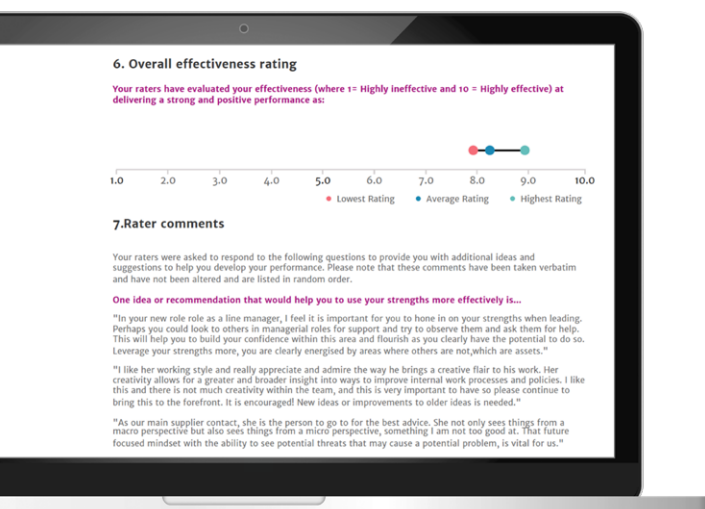 6. Overall effectiveness rating
Your raters have evaluated your effectiveness (where 1= Highly ineffective and 10 = Highly effective) at
delivering a strong and positive performance as:
1.0 2.0 3.0 4.0 5.0 6.0 7.0 8.0 9.0 10.0
Lowest Rating Average Rating Highest Rating
7.Rater comments
Your raters were asked to respond to the following questions to provide you with additional ideas and
suggestions to help you develop your performance. Please note that these comments have been taken verbatim
and have not been altered and are listed in random order.
One idea or recommendation that would help you to use your strengths more effectively is...
"In your new role role as a line manager, I feel it is important for you to hone in on your strengths when leading.
Perhaps you could look to others in managerial roles for support and try to observe them and ask them for help.
This will help you to build your confidence within this area and flourish as you clearly have the potential to do so.
Leverage your strengths more, you are clearly energised by areas where others are not,which are assets."
"I like her working style and really appreciate and admire the way he brings a creative flair to his work. Her
creativity allows for a greater and broader insight into ways to improve internal work processes and policies. I like
this and there is not much creativity within the team, and this is very important to have so please continue to
bring this to the forefront. It is encouraged! New ideas or improvements to older ideas is needed."
"As our main supplier contact, she is the person to go to for the best advice. She not only sees things from a
macro perspective but also sees things from a micro perspective, something I am not too good at. That future
focused mindset with the ability to see potential threats that may cause a potential problem, is vital for us."